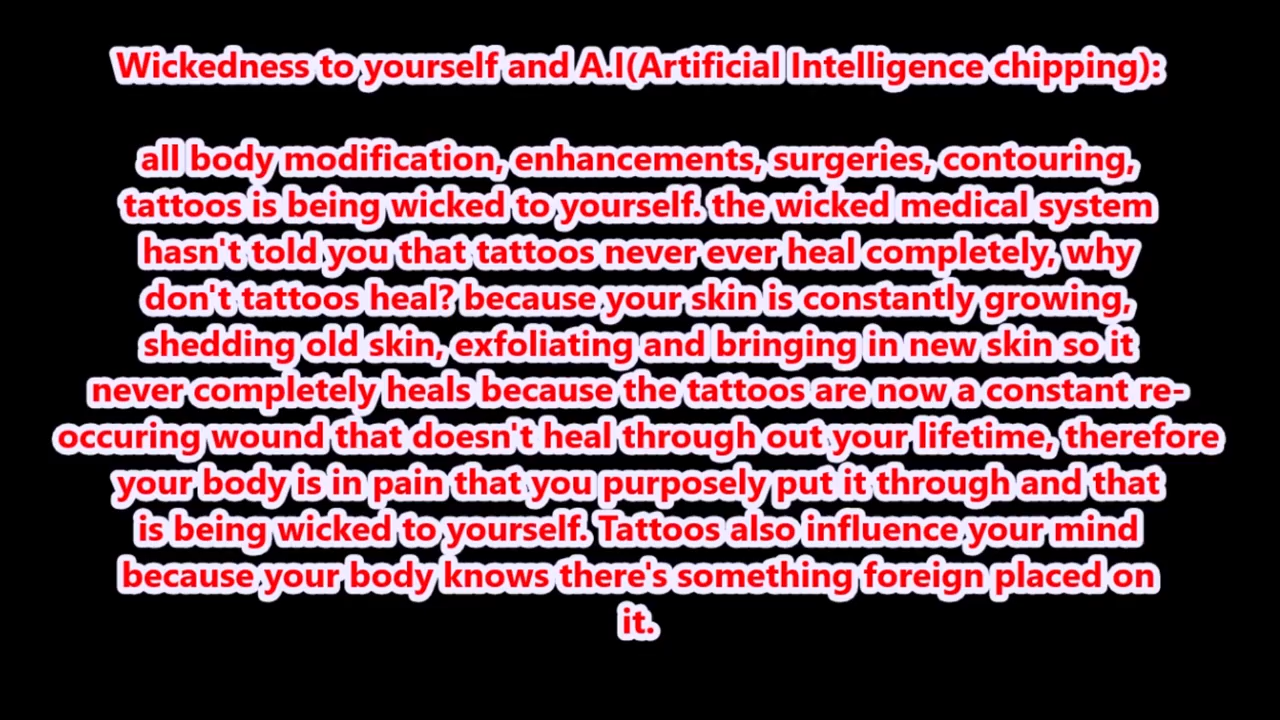 Wickedness to yourself and A.I(Artificial Intelligence chipping):
all body modification, enhancements, surgeries, contouring,
tattoos is being wicked to yourself. the wicked medical system
hasn't told you that tattoos never ever heal completely, why
don't tattoos heal? because your skin is constantly growing,
shedding old skin, exfoliating and bringing in new skin so it
never completely heals because the tattoos are now a constant re-
occuring wound that doesn't heal through out your lifetime, therefore
your body is in pain that you purposely put it through and that
is being wicked to yourself. Tattoos also influence your mind
because your body knows there's something foreign placed on
it.